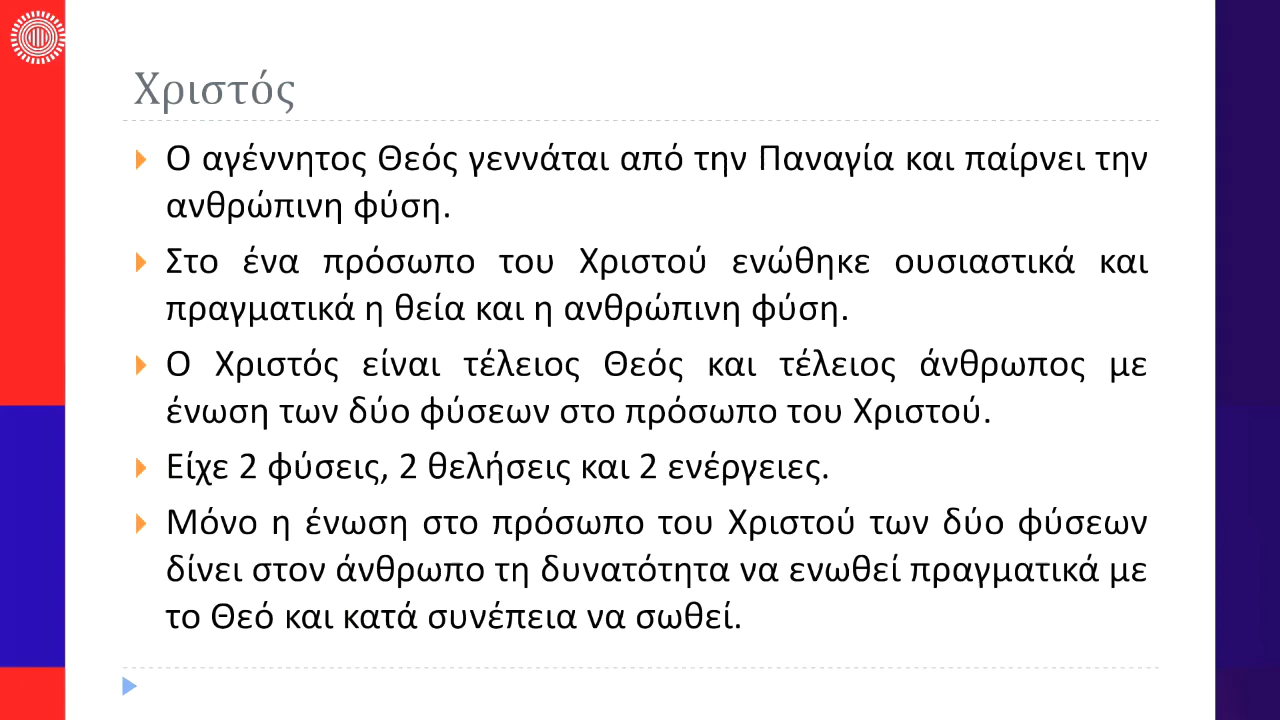 Χριστός
Ο αγέννητος Θεός γεννάται από την Παναγία και παίρνει την
ανθρώπινη φύση.
Στο ένα πρόσωπο του Χριστού ενώθηκε ουσιαστικά και
πραγματικά η θεία και η ανθρώπινη φύση.
Ο Χριστός είναι τέλειος Θεός και τέλειος άνθρωπος με
ένωση των δύο φύσεων στο πρόσωπο του Χριστού.
Είχε 2 φύσεις, 2 θελήσεις και 2 ενέργειες.
Μόνο η ένωση στο πρόσωπο του Χριστού των δύο φύσεων
δίνει στον άνθρωπο τη δυνατότητα να ενωθεί πραγματικά με
το Θεό και κατά συνέπεια να σωθεί.